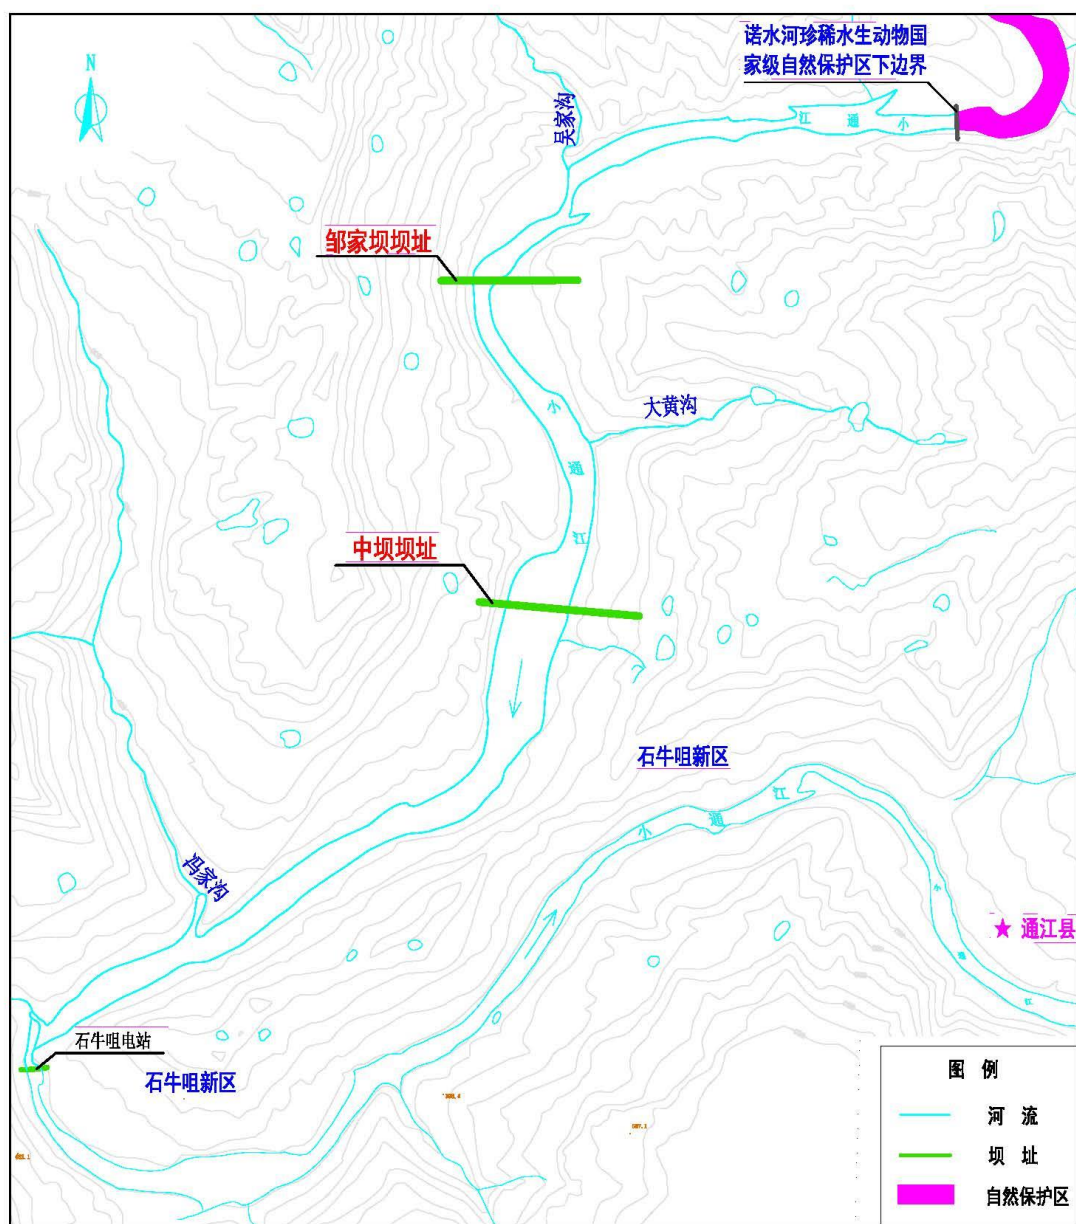 诺水河珍稀水生动物国
家级自然保护区下边界
N
吴家沟
江 通 小
邹家坝坝址
小
通
江
大黄沟
中坝坝址
石牛咀新区
小 通 江
冯家沟
小
通
江
★ 通江县
石牛咀电站
石牛咀新区
图 例
河 流
坝 址
自然保护区